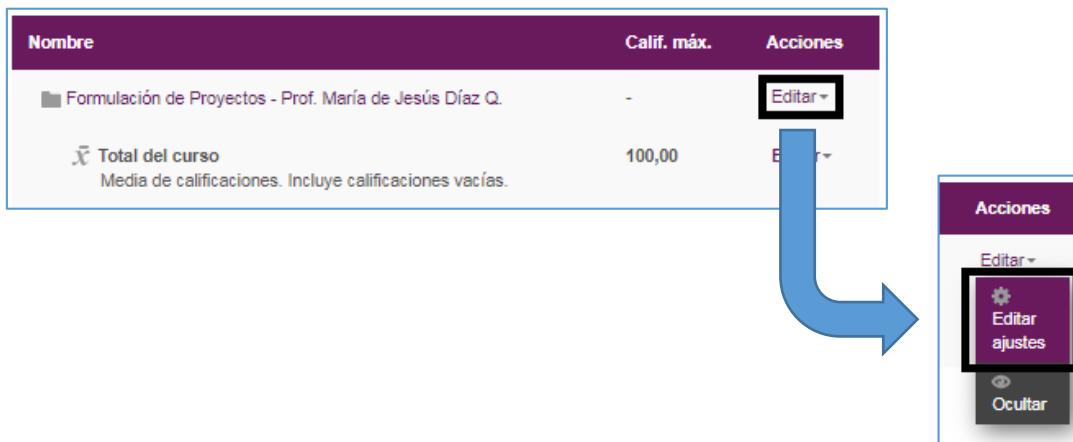 Nombre Calif. máx. Acciones
Formulación de Proyectos - Prof. María de Jesús Díaz Q. - Editar
x̄ Total del curso 100,00
Media de calificaciones. Incluye calificaciones vacías.
Acciones
Editar
Editar
ajustes
Ocultar